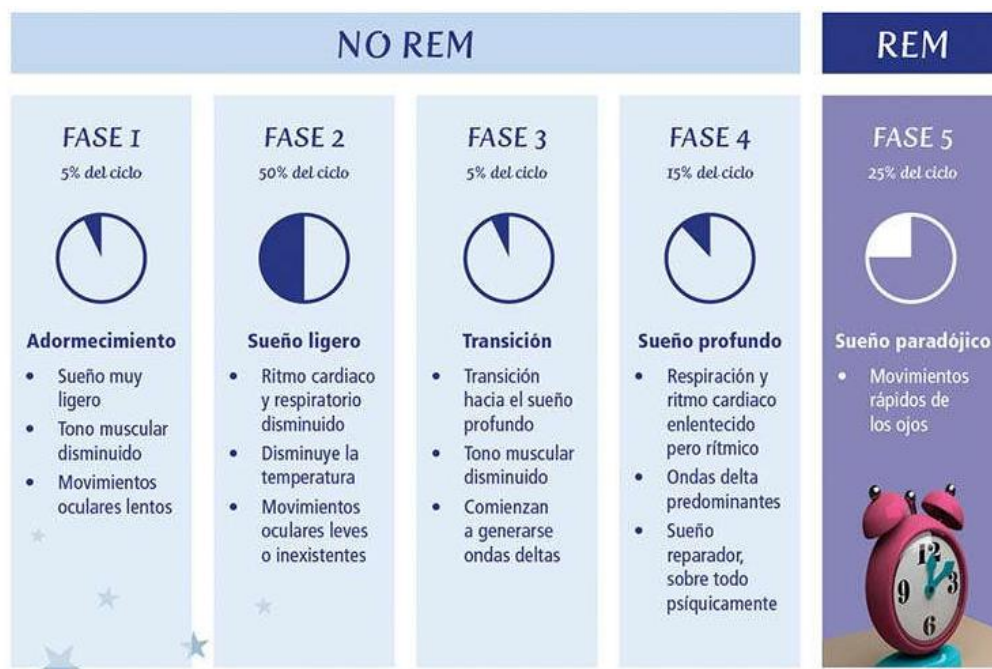 NO REM
REM
FASE 1
5% del ciclo
Adormecimiento
• Sueño muy
ligero
• Tono muscular
disminuido
• Movimientos
oculares lentos
FASE 2
50% del ciclo
Sueño ligero
• Ritmo cardiaco
y respiratorio
disminuido
• Disminuye la
temperatura
• Movimientos
oculares leves
o inexistentes
FASE 3
5% del ciclo
Transición
• Transición
hacia el sueño
profundo
• Tono muscular
disminuido
• Comienzan
a generarse
ondas deltas
FASE 4
15% del ciclo
Sueño profundo
• Respiración y
ritmo cardiaco
enlentecido
pero rítmico
• Ondas delta
predominantes
• Sueño
reparador,
sobre todo
psíquicamente
FASE 5
25% del ciclo
Sueño paradójico
• Movimientos
rápidos de
los ojos
12
9 3
6